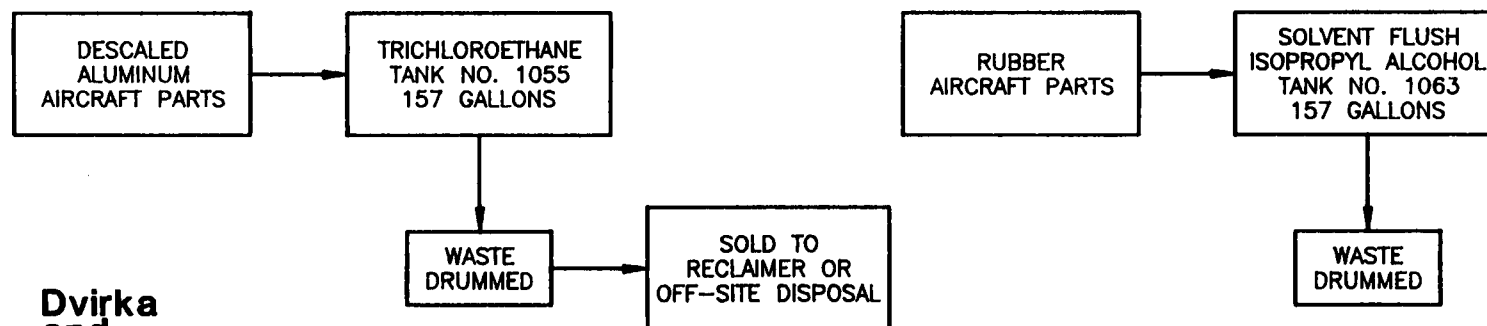 DESCALED
ALUMINUM
AIRCRAFT PARTS
TRICHLOROETHANE
TANK NO. 1055
157 GALLONS
WASTE
DRUMMED
SOLD TO
RECLAIMER OR
OFF-SITE DISPOSAL
RUBBER
AIRCRAFT PARTS
SOLVENT FLUSH
ISOPROPYL ALCOHOL
TANK NO. 1063
157 GALLONS
WASTE
DRUMMED
Dvirka
and